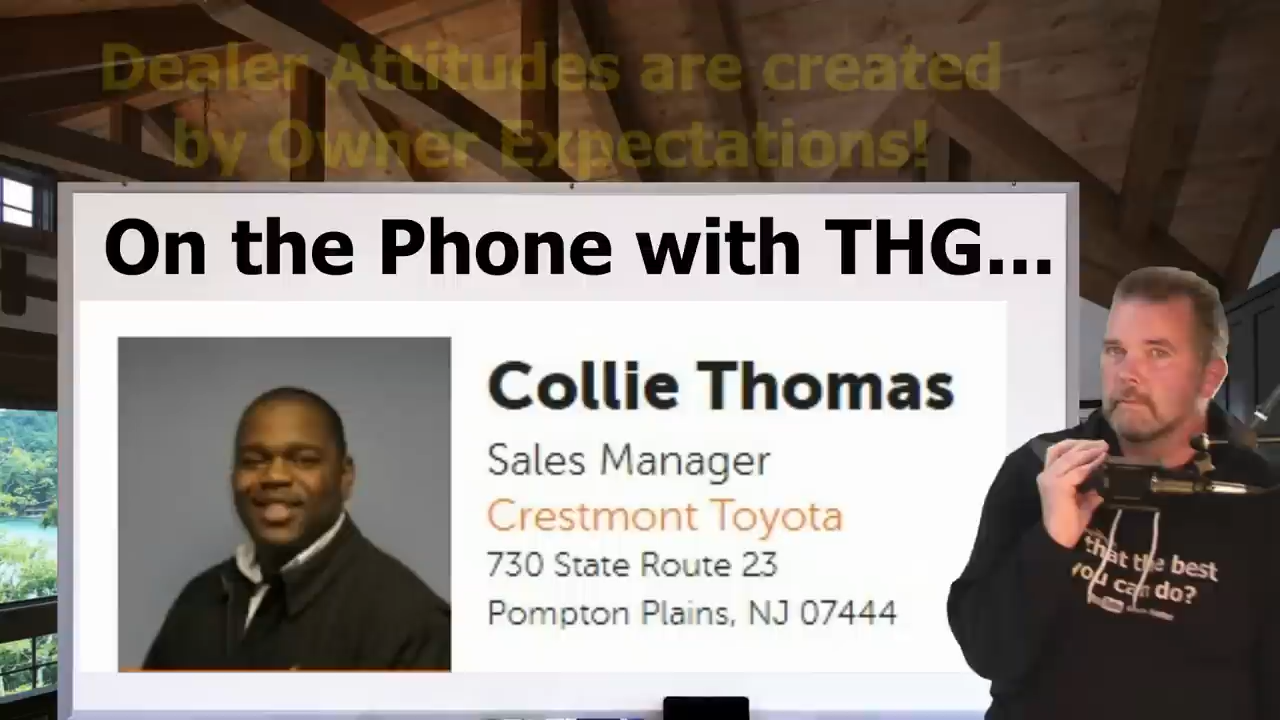 Dealer Attitudes are created
by Owner Expectations!
On the Phone with THG...
Collie Thomas
Sales Manager
Crestmont Toyota
730 State Route 23
Pompton Plains, NJ 07444
that the best
you can do?